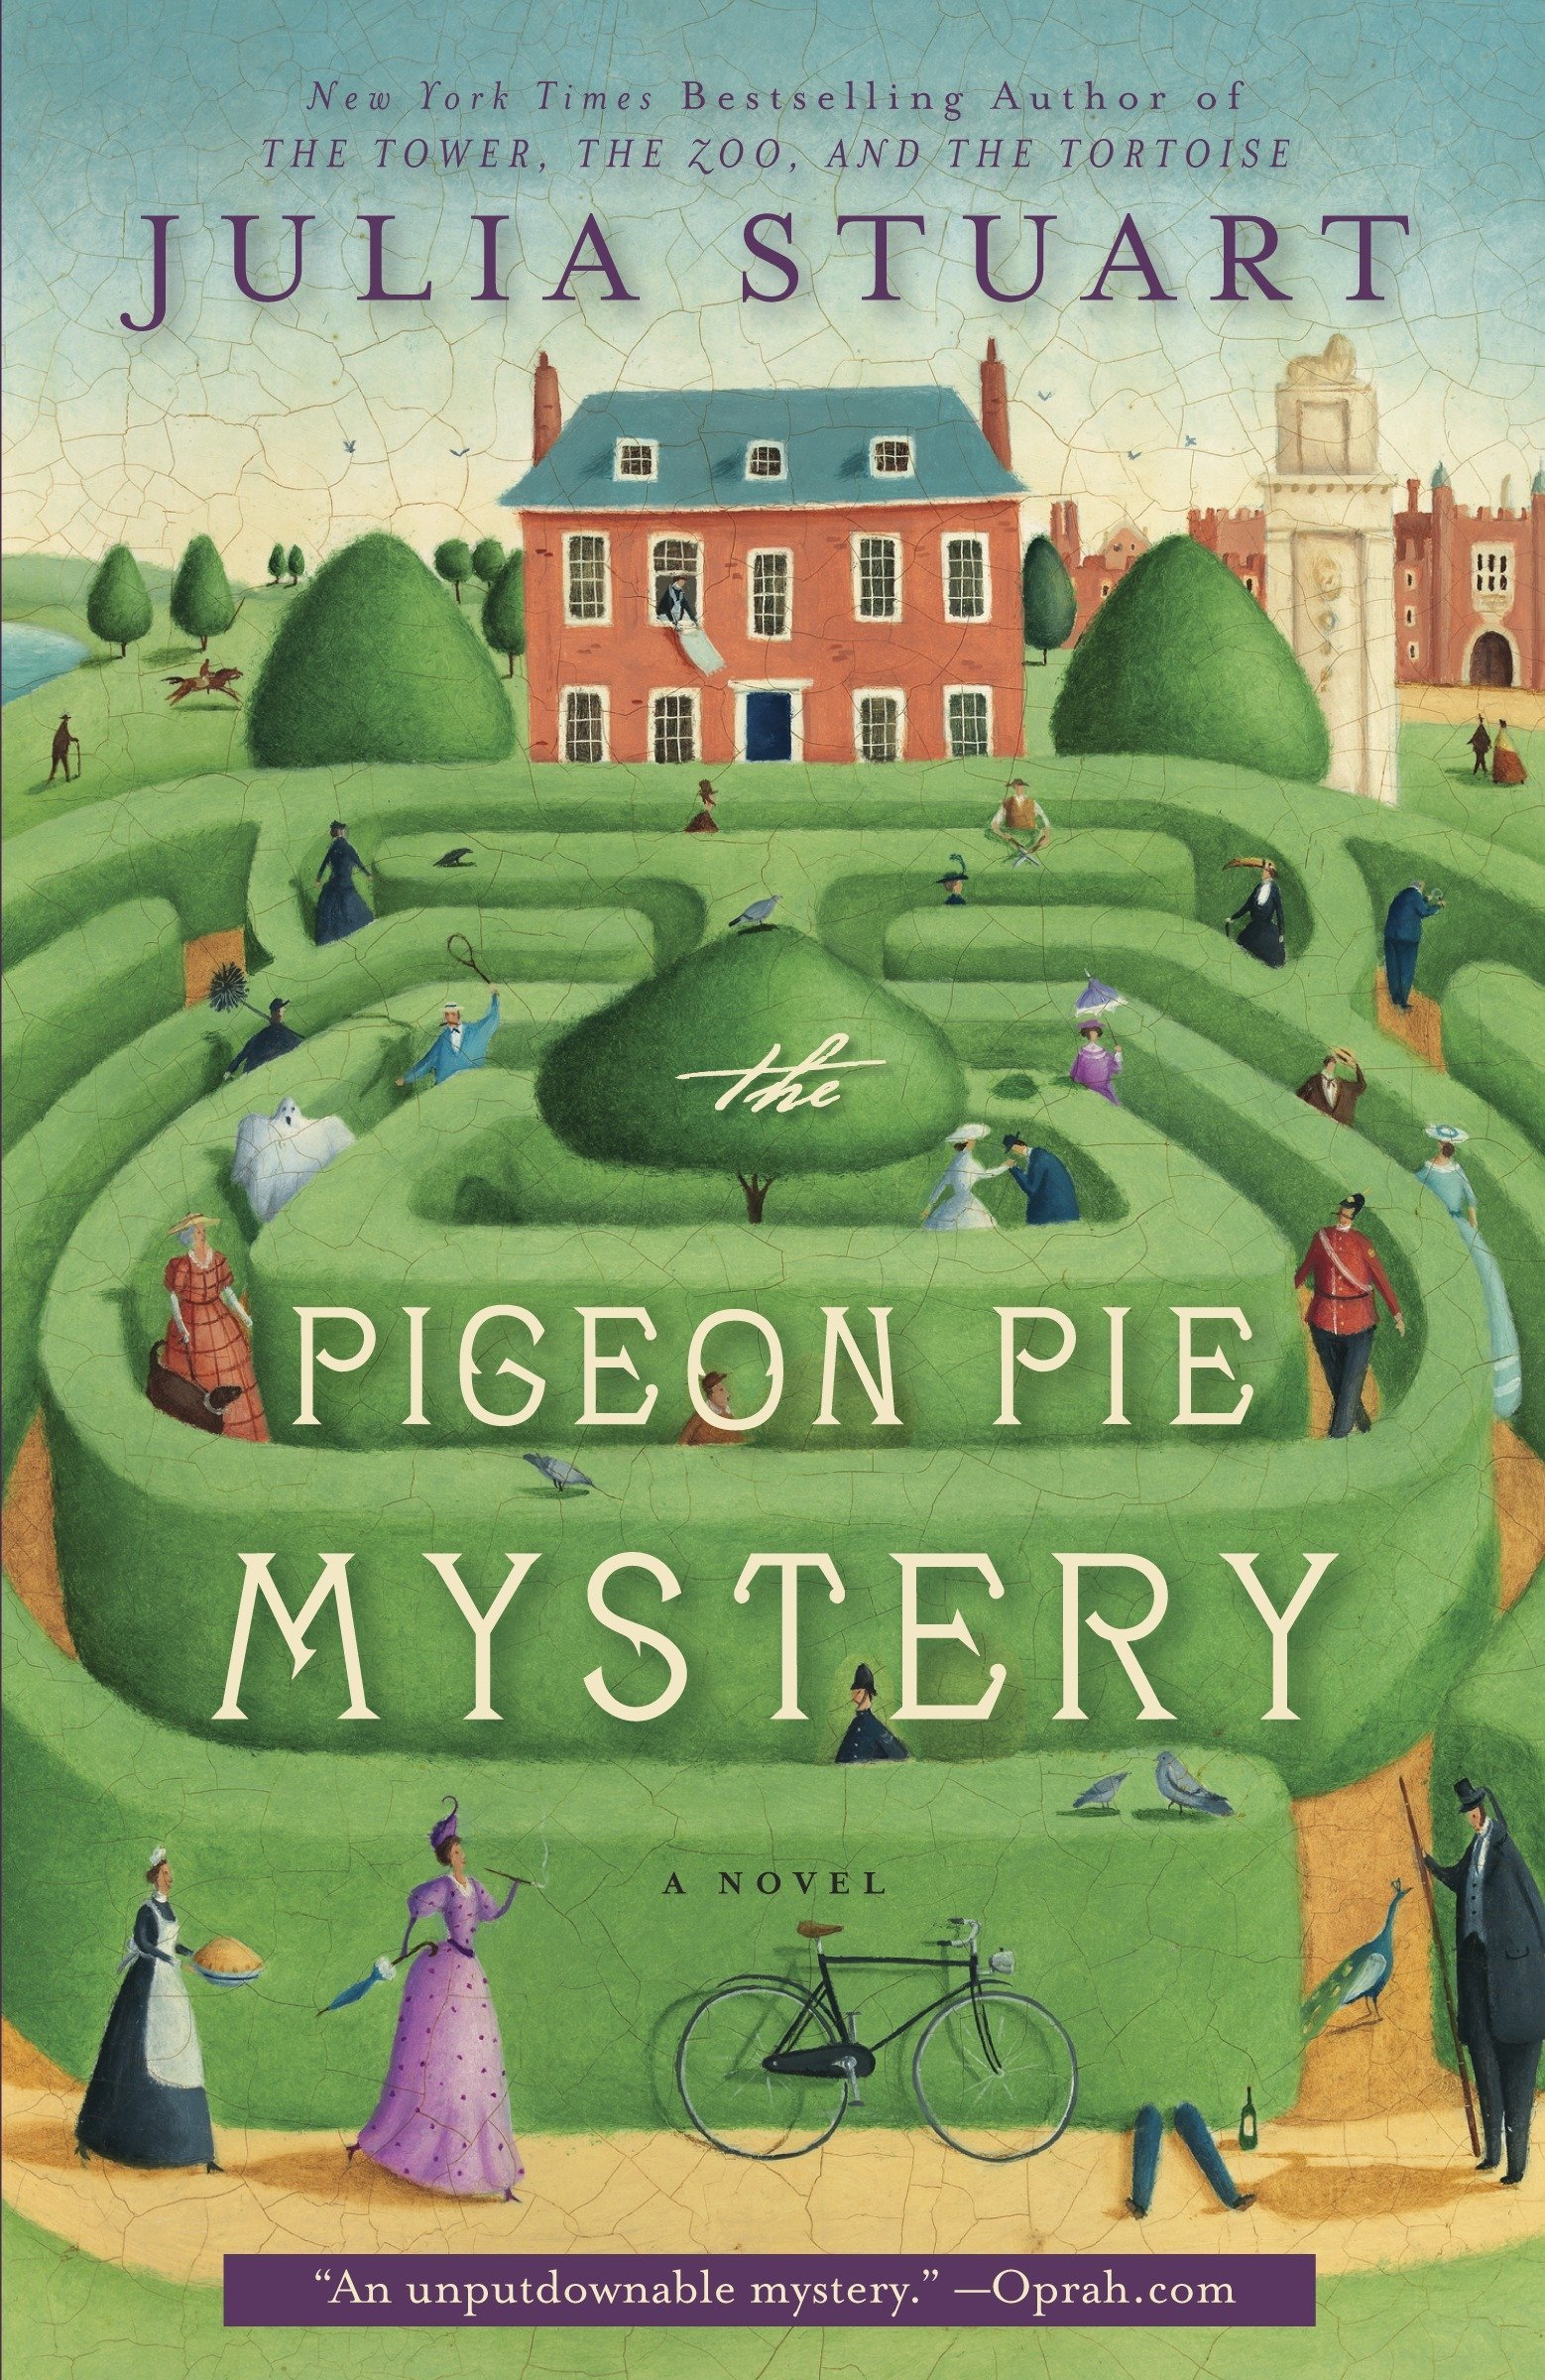 New York Times Bestselling Author of
THE TOWER, THE ZOO, AND THE TORTOISE
JULIA STUART
the
PIGEON PIE
MYSTERY
A NOVEL
“An unputdownable mystery.” —Oprah.com